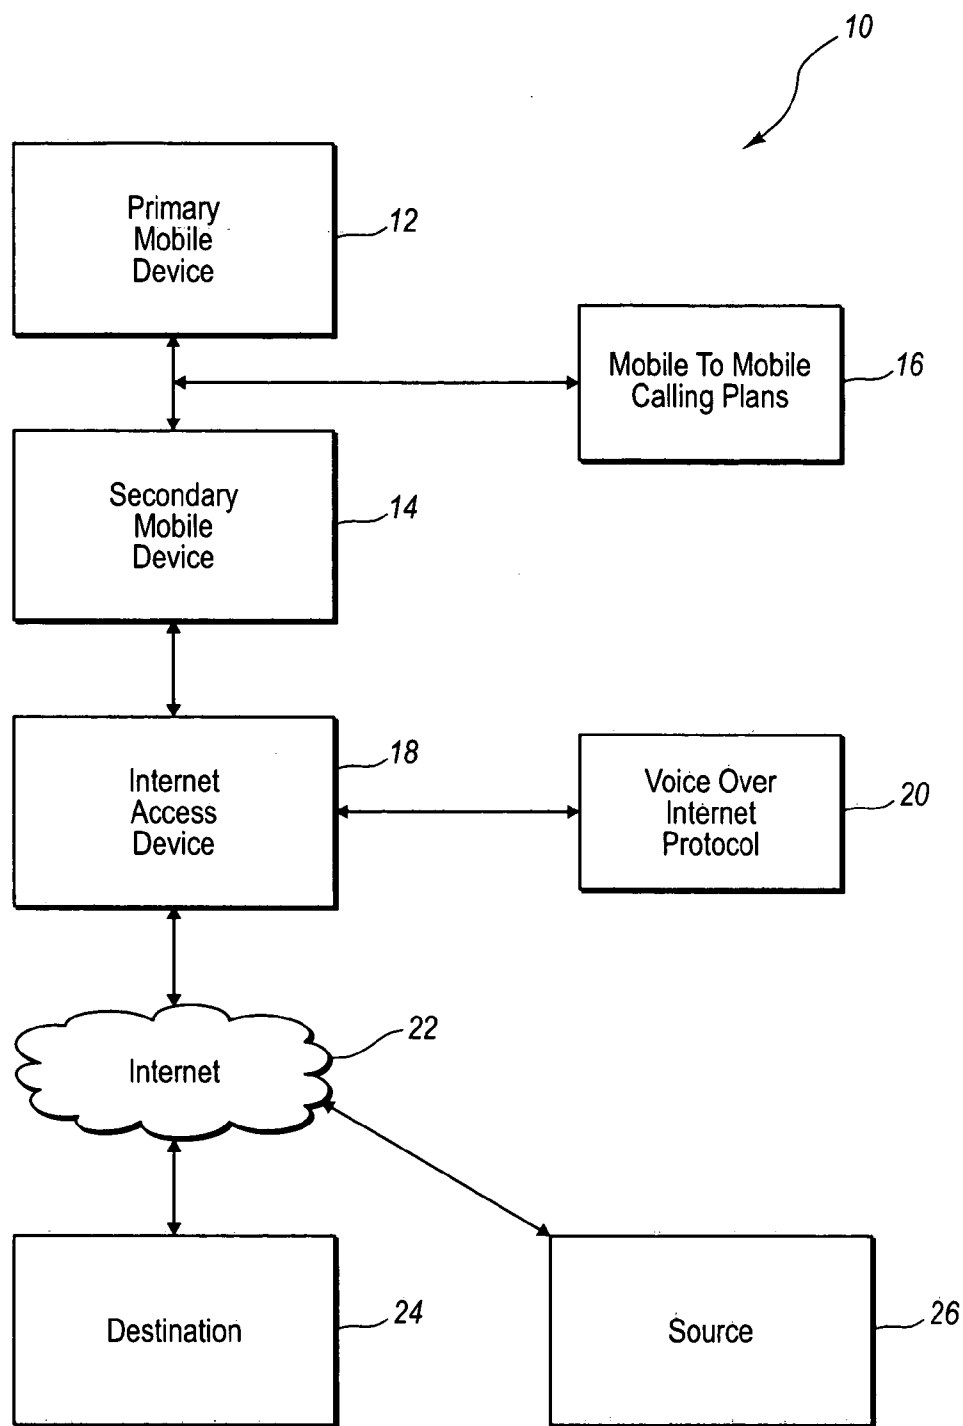 10
Primary
Mobile
Device
12
Mobile To Mobile
Calling Plans
16
Secondary
Mobile
Device
14
Internet
Access
Device
18
Voice Over
Internet
Protocol
20
Internet
22
Destination
24
Source
26